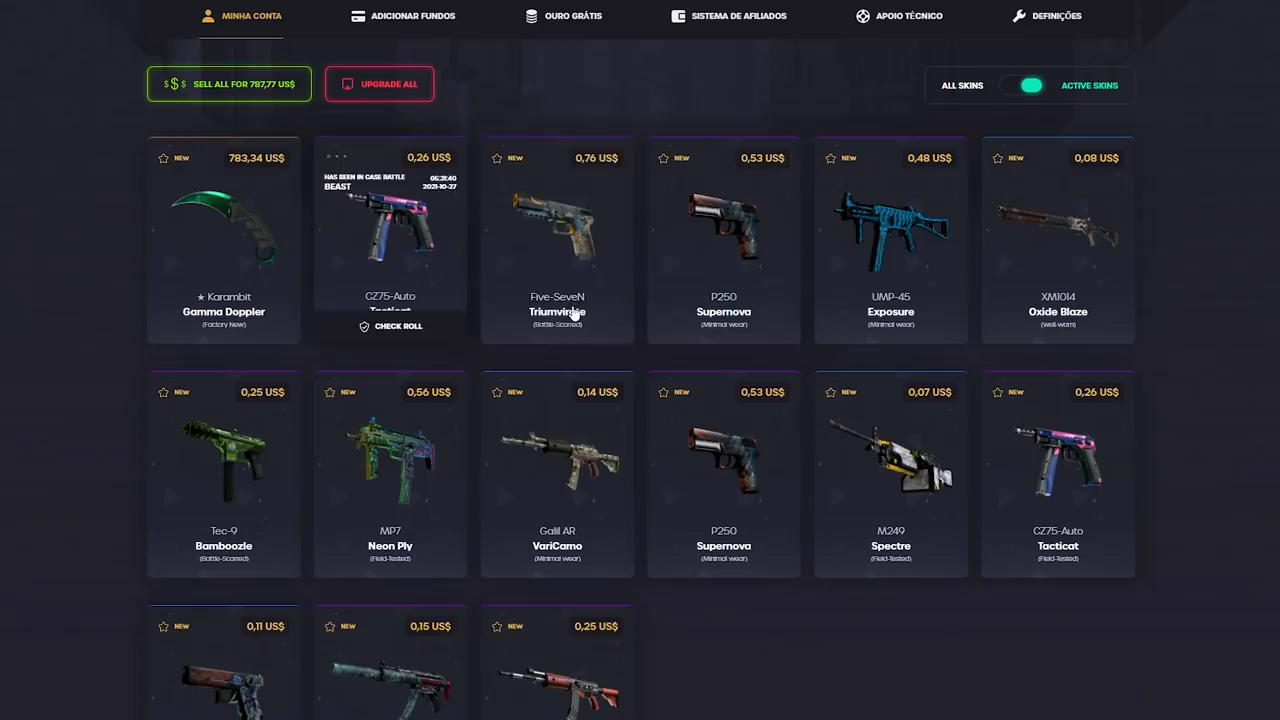 MINHA CONTA
ADICIONAR FUNDOS
OURO GRÁTIS
SISTEMA DE AFILIADOS
APOIO TÉCNICO
DEFINIÇÕES
$$$ SELL ALL FOR 787,77 US$
UPGRADE ALL
ALL SKINS
ACTIVE SKINS
NEW 783,34 US$
★ Karambit
Gamma Doppler
(Factory New)
0,26 US$
HAS BEEN IN CASE BATTLE 05:31:40
BEAST 2021-10-27
CZ75-Auto
Tacticat
CHECK ROLL
NEW 0,76 US$
Five-SeveN
Triumvirate
(Battle-Scarred)
NEW 0,53 US$
P250
Supernova
(Minimal wear)
NEW 0,48 US$
UMP-45
Exposure
(Minimal wear)
NEW 0,08 US$
XM1014
Oxide Blaze
(Well-worn)
NEW 0,25 US$
Tec-9
Bamboozle
(Battle-Scarred)
NEW 0,56 US$
MP7
Neon Ply
(Field-Tested)
NEW 0,14 US$
Galil AR
VariCamo
(Minimal wear)
NEW 0,53 US$
P250
Supernova
(Minimal wear)
NEW 0,07 US$
M249
Spectre
(Field-Tested)
NEW 0,26 US$
CZ75-Auto
Tacticat
(Field-Tested)
NEW 0,11 US$
NEW 0,15 US$
NEW 0,25 US$